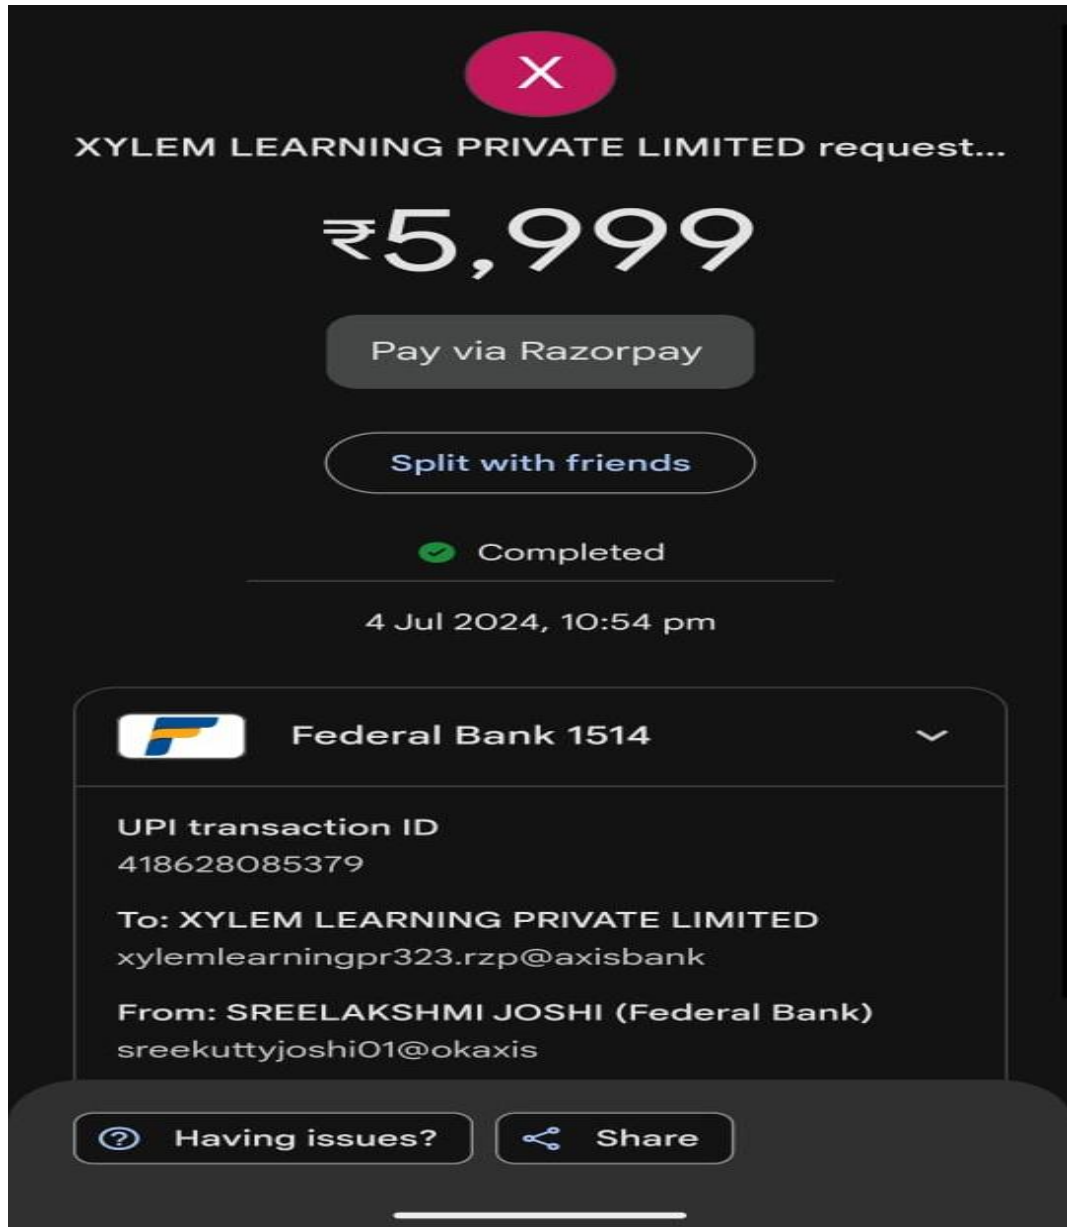 X
XYLEM LEARNING PRIVATE LIMITED request...
₹5,999
Pay via Razorpay
Split with friends
Completed
4 Jul 2024, 10:54 pm
Federal Bank 1514
UPI transaction ID
418628085379
To: XYLEM LEARNING PRIVATE LIMITED
xylemlearningpr323.rzp@axisbank
From: SREELAKSHMI JOSHI (Federal Bank)
sreekuttyjoshi01@okaxis
Having issues?
Share